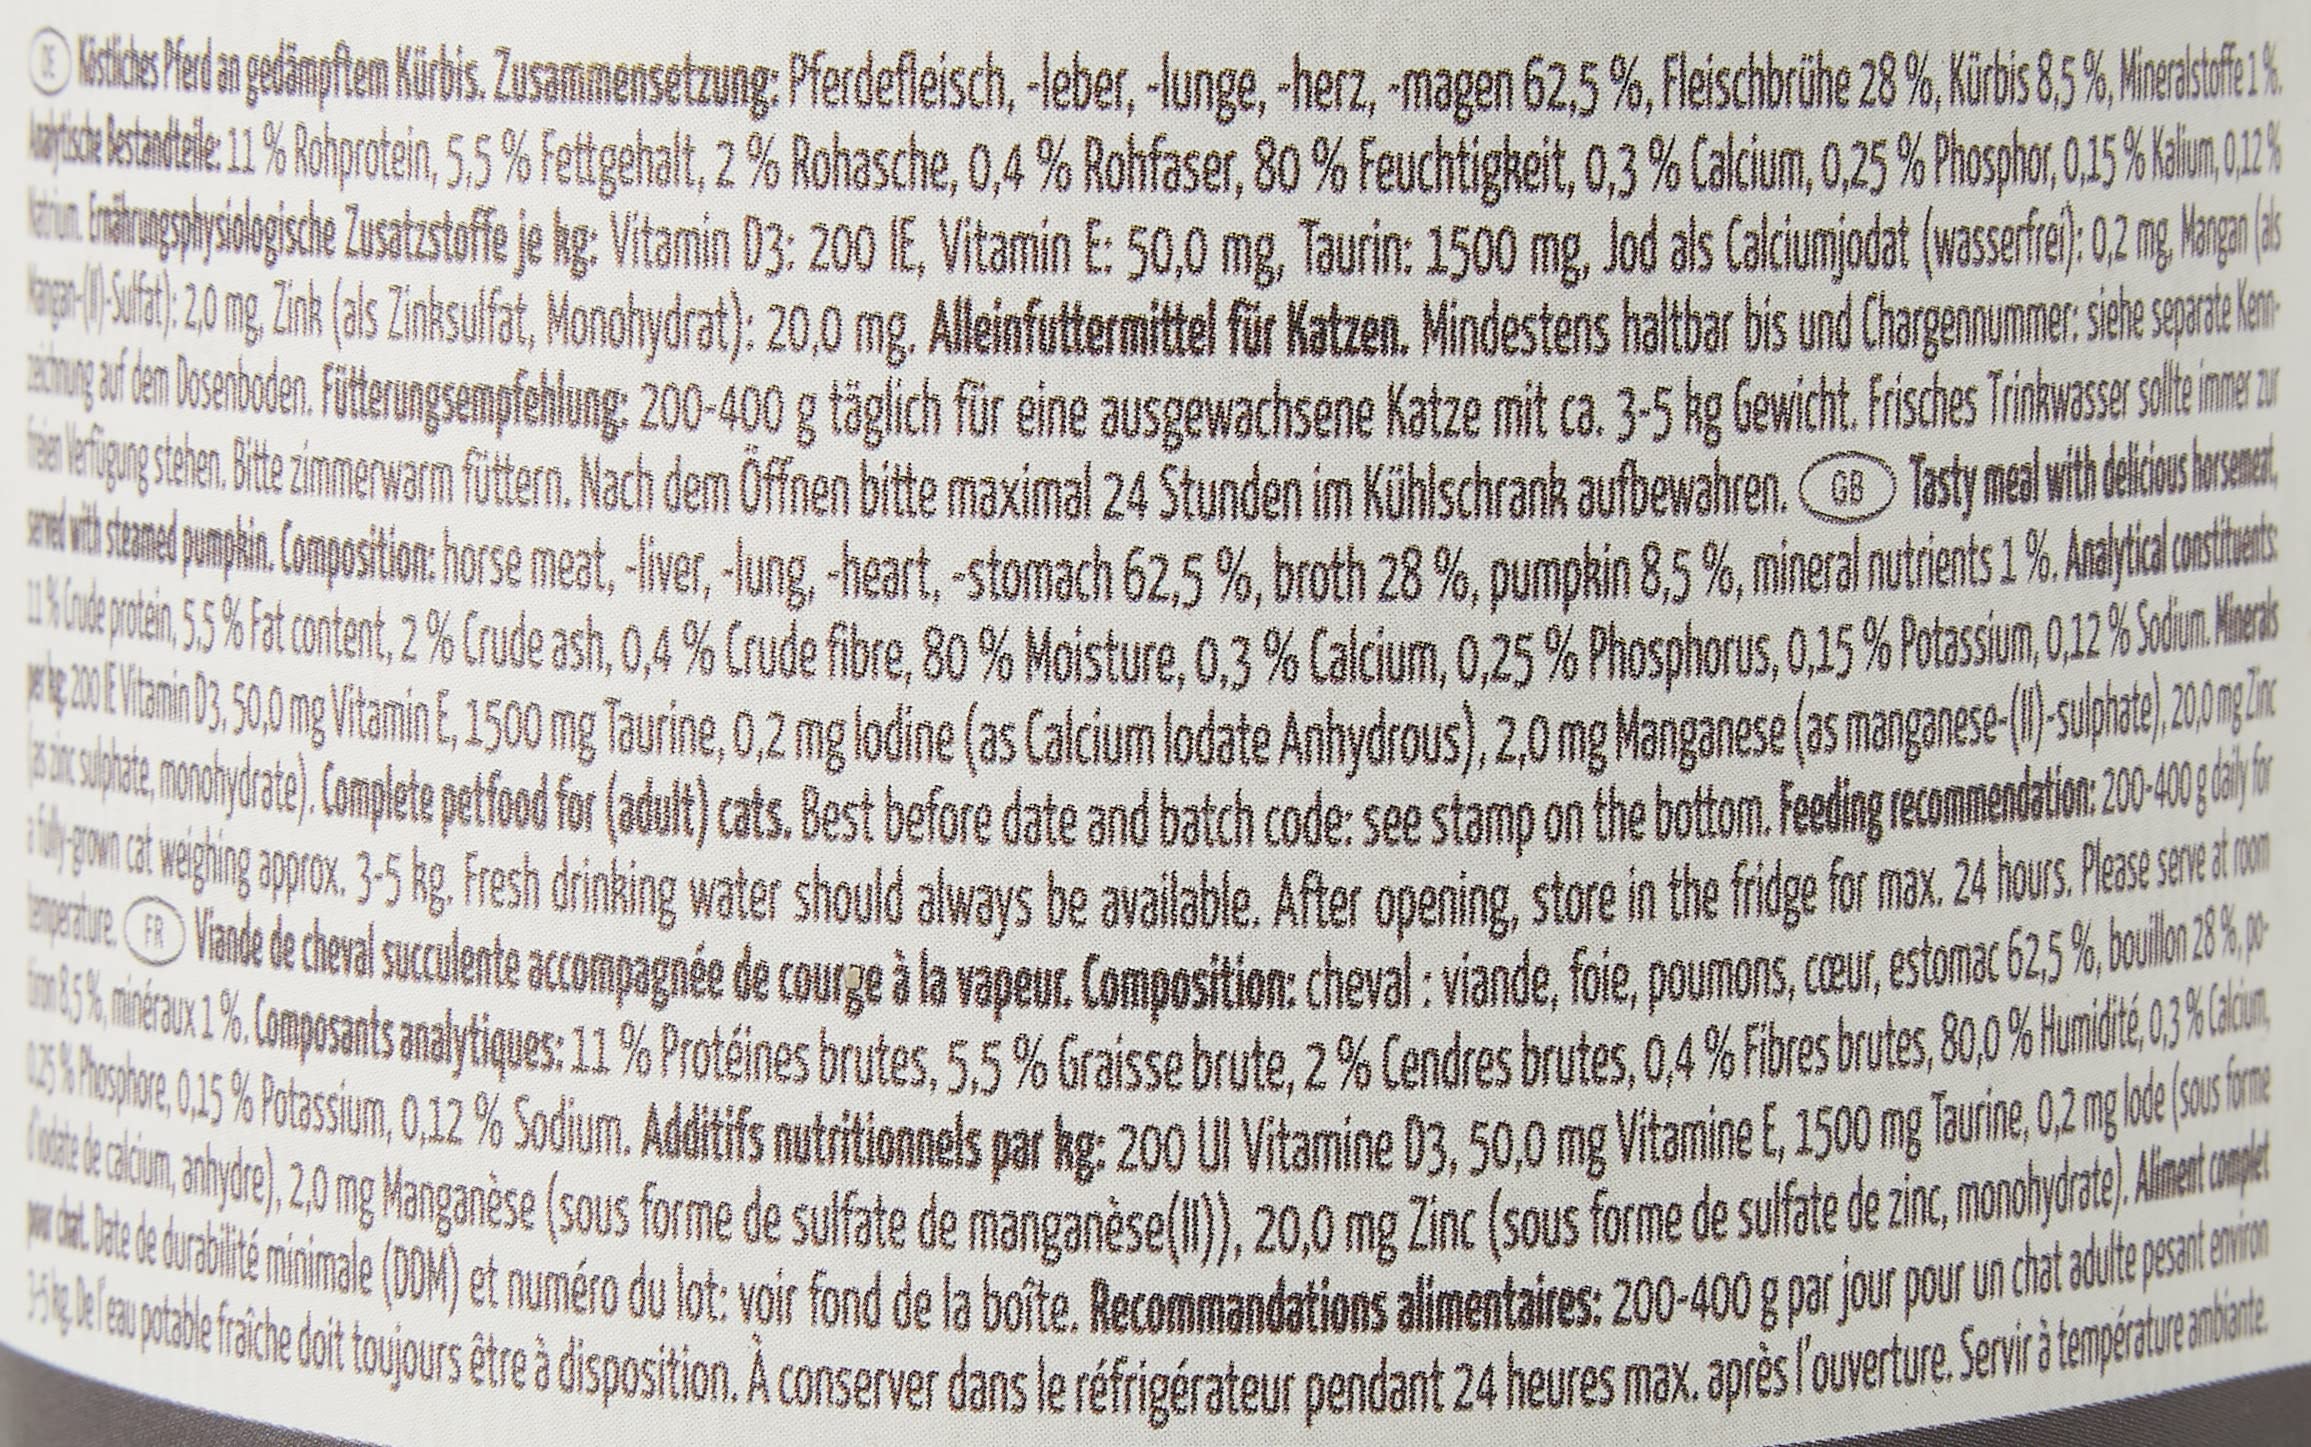 DE Köstliches Pferd an gedämpftem Kürbis. Zusammensetzung: Pferdefleisch, -leber, -lunge, -herz, -magen 62,5 %, Fleischbrühe 28 %, Kürbis 8,5 %, Mineralstoffe 1 %.
Analytische Bestandteile: 11 % Rohprotein, 5,5 % Fettgehalt, 2 % Rohasche, 0,4 % Rohfaser, 80 % Feuchtigkeit, 0,3 % Calcium, 0,25 % Phosphor, 0,15 % Kalium, 0,12 %
Natrium. Ernährungsphysiologische Zusatzstoffe je kg: Vitamin D3: 200 IE, Vitamin E: 50,0 mg, Taurin: 1500 mg, Jod als Calciumjodat (wasserfrei): 0,2 mg, Mangan (als
Mangan-(II)-Sulfat): 2,0 mg, Zink (als Zinksulfat, Monohydrat): 20,0 mg. Alleinfuttermittel für Katzen. Mindestens haltbar bis und Chargennummer: siehe separate Kenn-
zeichnung auf dem Dosenboden. Fütterungsempfehlung: 200-400 g täglich für eine ausgewachsene Katze mit ca. 3-5 kg Gewicht. Frisches Trinkwasser sollte immer zur
freien Verfügung stehen. Bitte zimmerwarm füttern. Nach dem Öffnen bitte maximal 24 Stunden im Kühlschrank aufbewahren. GB Tasty meal with delicious horsemeat,
served with steamed pumpkin. Composition: horse meat, -liver, -lung, -heart, -stomach 62,5 %, broth 28 %, pumpkin 8,5 %, mineral nutrients 1 %. Analytical constituents:
11 % Crude protein, 5,5 % Fat content, 2 % Crude ash, 0,4 % Crude fibre, 80 % Moisture, 0,3 % Calcium, 0,25 % Phosphorus, 0,15 % Potassium, 0,12 % Sodium. Minerals
per kg: 200 IE Vitamin D3, 50,0 mg Vitamin E, 1500 mg Taurine, 0,2 mg Iodine (as Calcium Iodate Anhydrous), 2,0 mg Manganese (as manganese-(II)-sulphate), 20,0 mg Zinc
(as zinc sulphate, monohydrate). Complete petfood for (adult) cats. Best before date and batch code: see stamp on the bottom. Feeding recommendation: 200-400 g daily for
a fully-grown cat weighing approx. 3-5 kg. Fresh drinking water should always be available. After opening, store in the fridge for max. 24 hours. Please serve at room
temperature. FR Viande de cheval succulente accompagnée de courge à la vapeur. Composition: cheval : viande, foie, poumons, cœur, estomac 62,5 %, bouillon 28 %, po-
tiron 8,5 %, minéraux 1 %. Composants analytiques: 11 % Protéines brutes, 5,5 % Graisse brute, 2 % Cendres brutes, 0,4 % Fibres brutes, 80,0 % Humidité, 0,3 % Calcium,
0,25 % Phosphore, 0,15 % Potassium, 0,12 % Sodium. Additifs nutritionnels par kg: 200 UI Vitamine D3, 50,0 mg Vitamine E, 1500 mg Taurine, 0,2 mg Iode (sous forme
d'iodate de calcium, anhydre), 2,0 mg Manganèse (sous forme de sulfate de manganèse(II)), 20,0 mg Zinc (sous forme de sulfate de zinc, monohydrate). Aliment complet
pour chat. Date de durabilité minimale (DDM) et numéro du lot: voir fond de la boîte. Recommandations alimentaires: 200-400 g par jour pour un chat adulte pesant environ
3-5 kg. De l'eau potable fraîche doit toujours être à disposition. À conserver dans le réfrigérateur pendant 24 heures max. après l'ouverture. Servir à température ambiante.